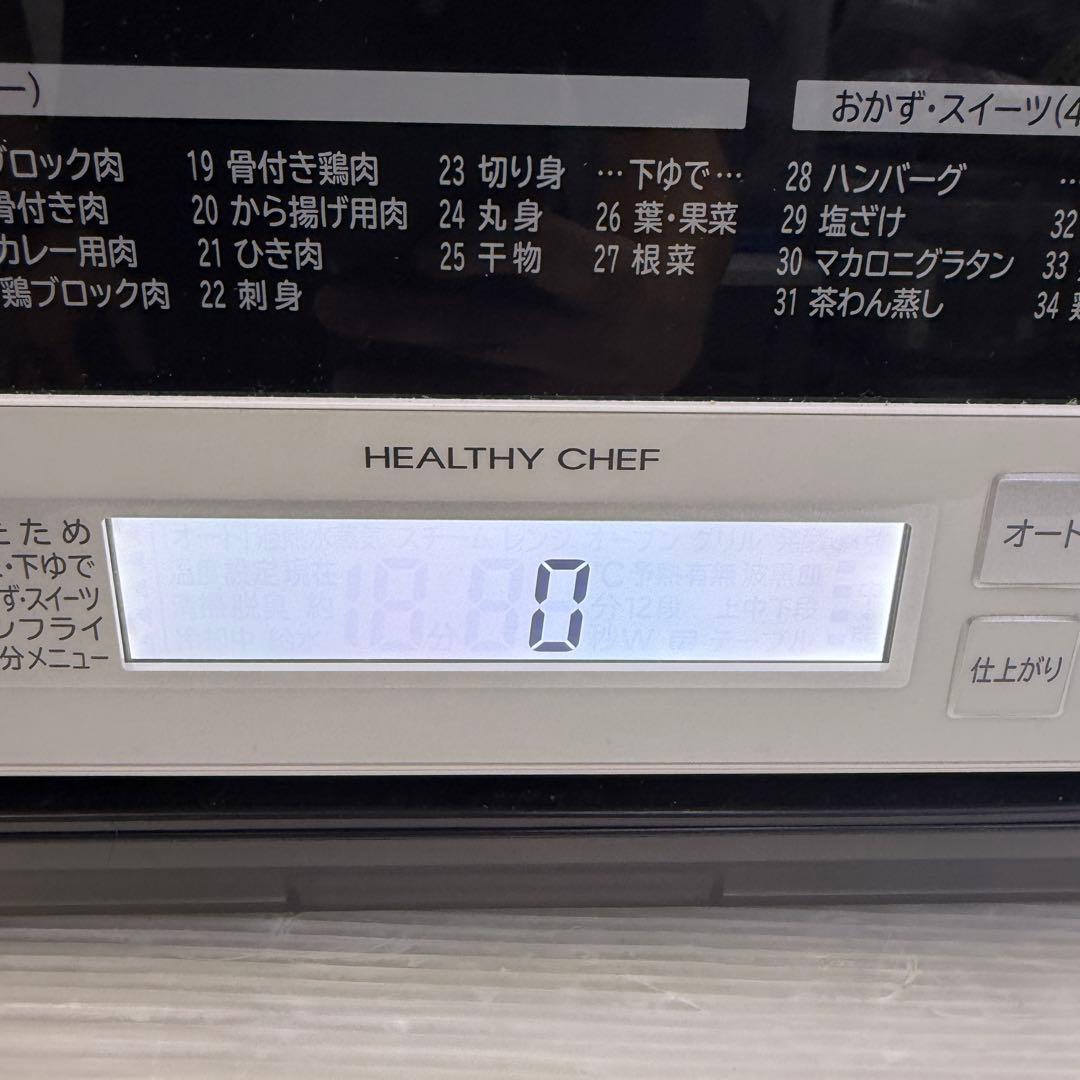 ー)
おかず・スイーツ(4
ブロック肉 19 骨付き鶏肉 23 切り身 …下ゆで… 28 ハンバーグ …
骨付き肉 20 から揚げ用肉 24 丸身 26 葉・果菜 29 塩ざけ 32
カレー用肉 21 ひき肉 25 干物 27 根菜 30 マカロニグラタン 33
鶏ブロック肉 22 刺身 31 茶わん蒸し 34
HEALTHY CHEF
ため
・下ゆで
ず・スイーツ
ンフライ
分メニュー
0
オート
仕上がり